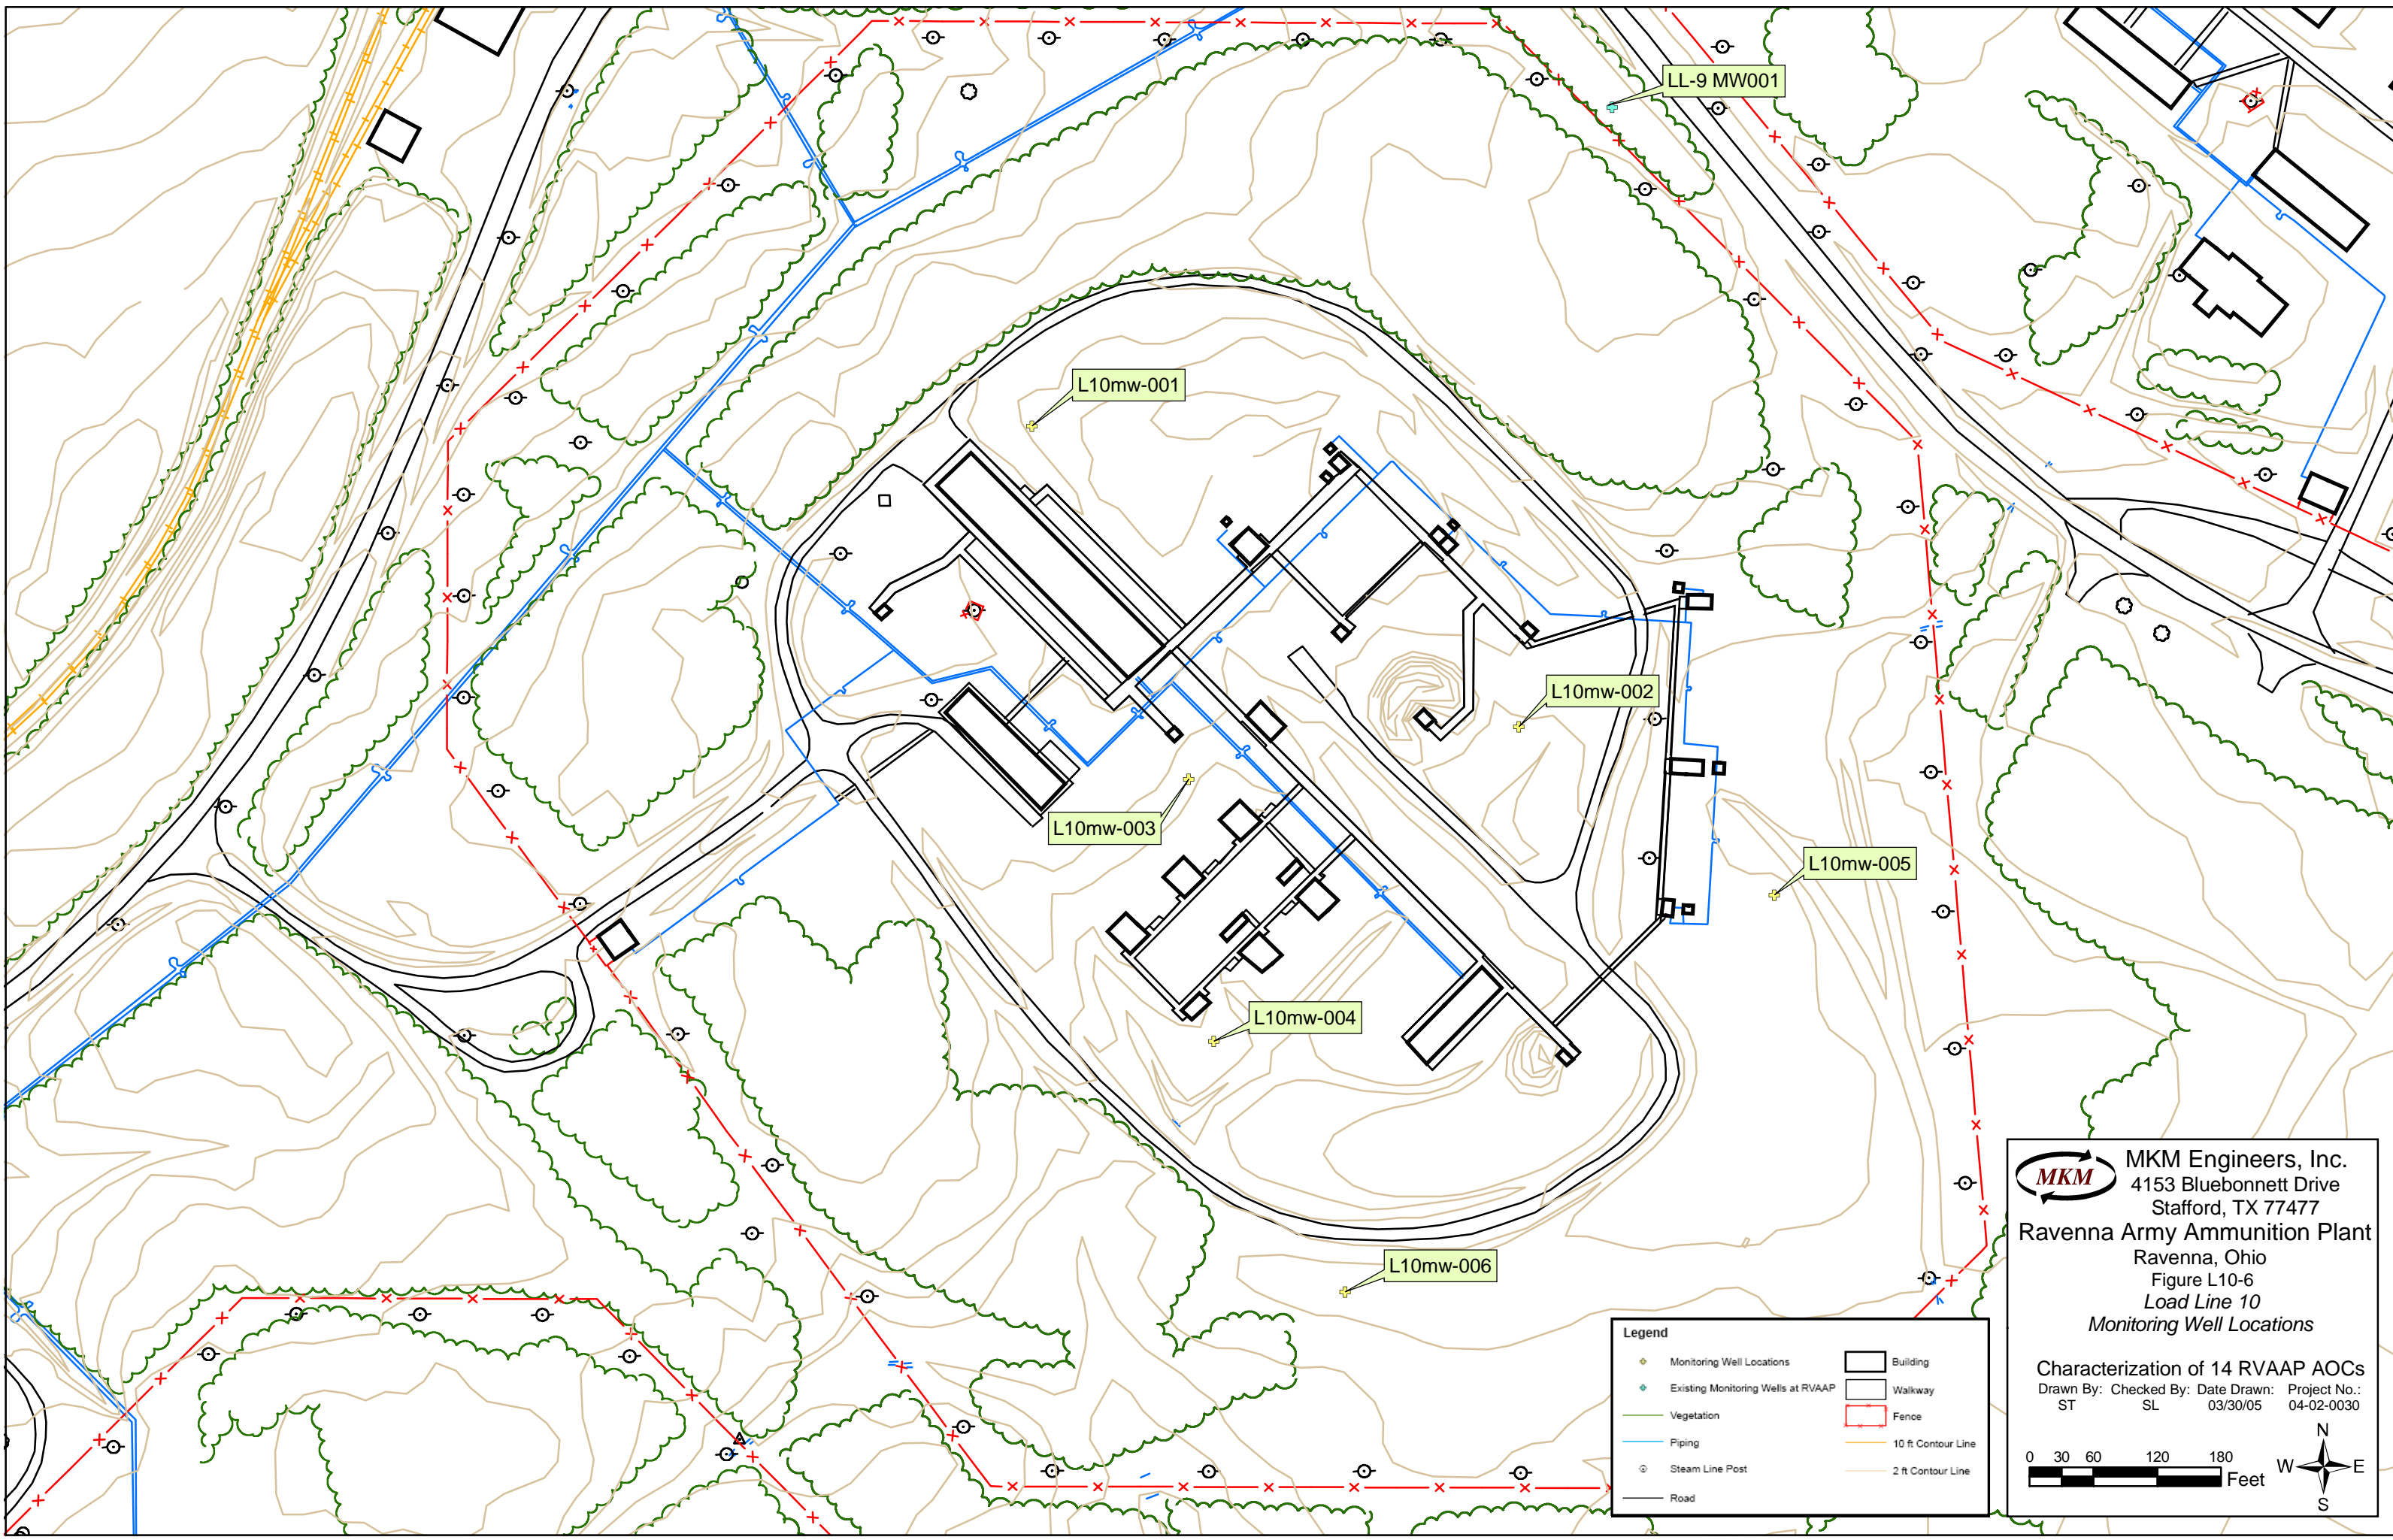 LL-9 MW001
L10mw-001
L10mw-002
L10mw-003
L10mw-005
L10mw-004
L10mw-006
Legend
Monitoring Well Locations
Existing Monitoring Wells at RVAAP
Vegetation
Piping
Steam Line Post
Road
Building
Walkway
Fence
10 ft Contour Line
2 ft Contour Line
MKM
MKM Engineers, Inc.
4153 Bluebonnett Drive
Stafford, TX 77477
Ravenna Army Ammunition Plant
Ravenna, Ohio
Figure L10-6
Load Line 10
Monitoring Well Locations
Characterization of 14 RVAAP AOCs
Drawn By: Checked By: Date Drawn: Project No.:
ST SL 03/30/05 04-02-0030
0 30 60 120 180
Feet
N
W E
S